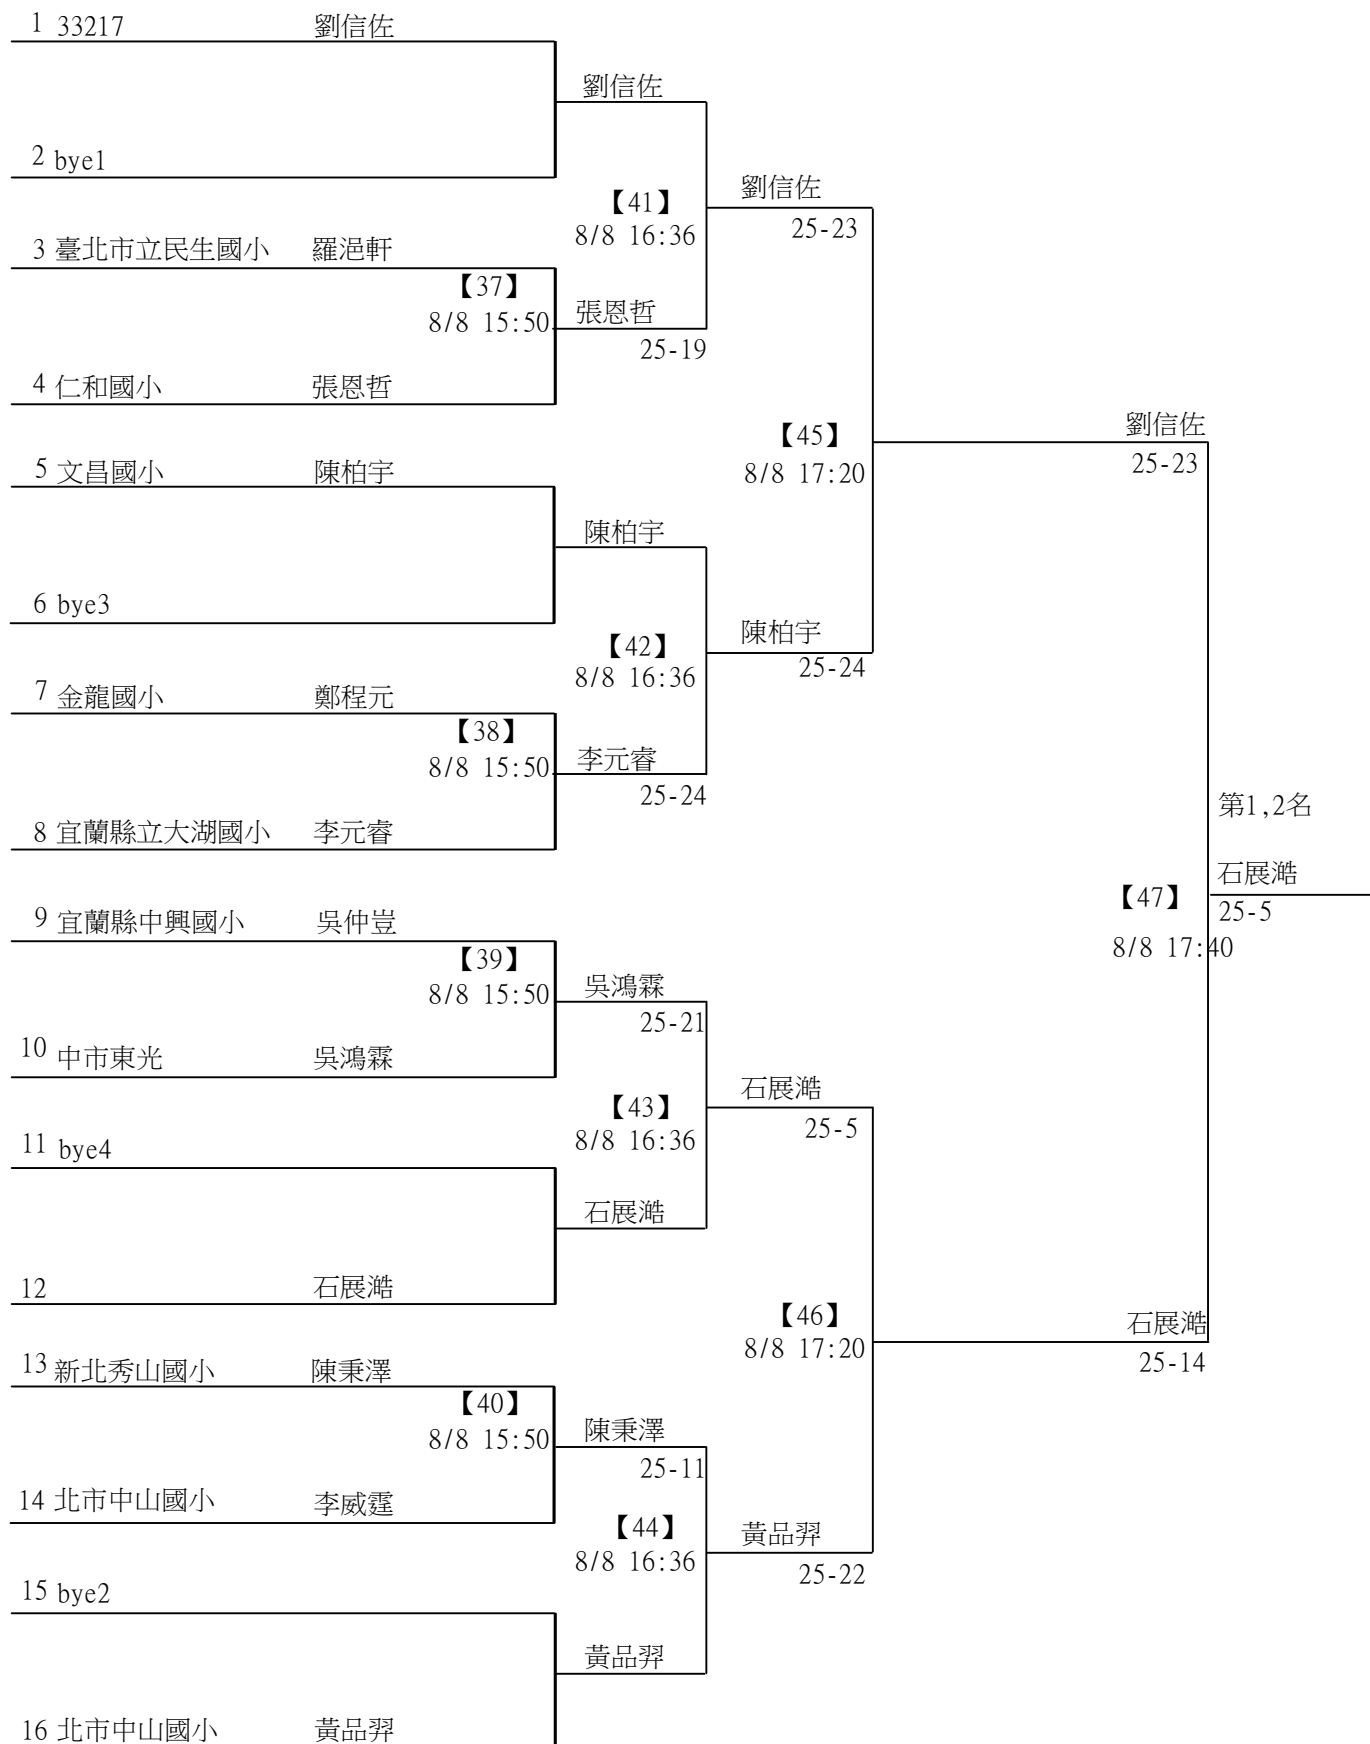 1 33217 劉信佐
劉信佐
2 bye1
劉信佐
【41】
25-23
8/8 16:36
3 臺北市立民生國小 羅浥軒
【37】
張恩哲
8/8 15:50
25-19
4 仁和國小 張恩哲
劉信佐
【45】
25-23
8/8 17:20
5 文昌國小 陳柏宇
陳柏宇
6 bye3
陳柏宇
【42】
25-24
8/8 16:36
7 金龍國小 鄭程元
【38】
李元睿
8/8 15:50
25-24
第1,2名
8 宜蘭縣立大湖國小 李元睿
石展澔
【47】
25-5
8/8 17:40
9 宜蘭縣中興國小 吳仲豈
【39】
吳鴻霖
8/8 15:50
25-21
10 中市東光 吳鴻霖
石展澔
【43】
25-5
8/8 16:36
11 bye4
石展澔
12 石展澔
【46】
石展澔
8/8 17:20
25-14
13 新北秀山國小 陳秉澤
【40】
陳秉澤
8/8 15:50
25-11
14 北市中山國小 李威霆
【44】
黃品羿
8/8 16:36
25-22
15 bye2
黃品羿
16 北市中山國小 黃品羿